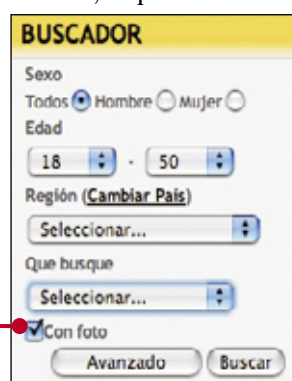 BUSCADOR
Sexo
Todos Hombre Mujer
Edad
18 - 50
Región (Cambiar País)
Seleccionar...
Que busque
Seleccionar...
Con foto
Avanzado Buscar